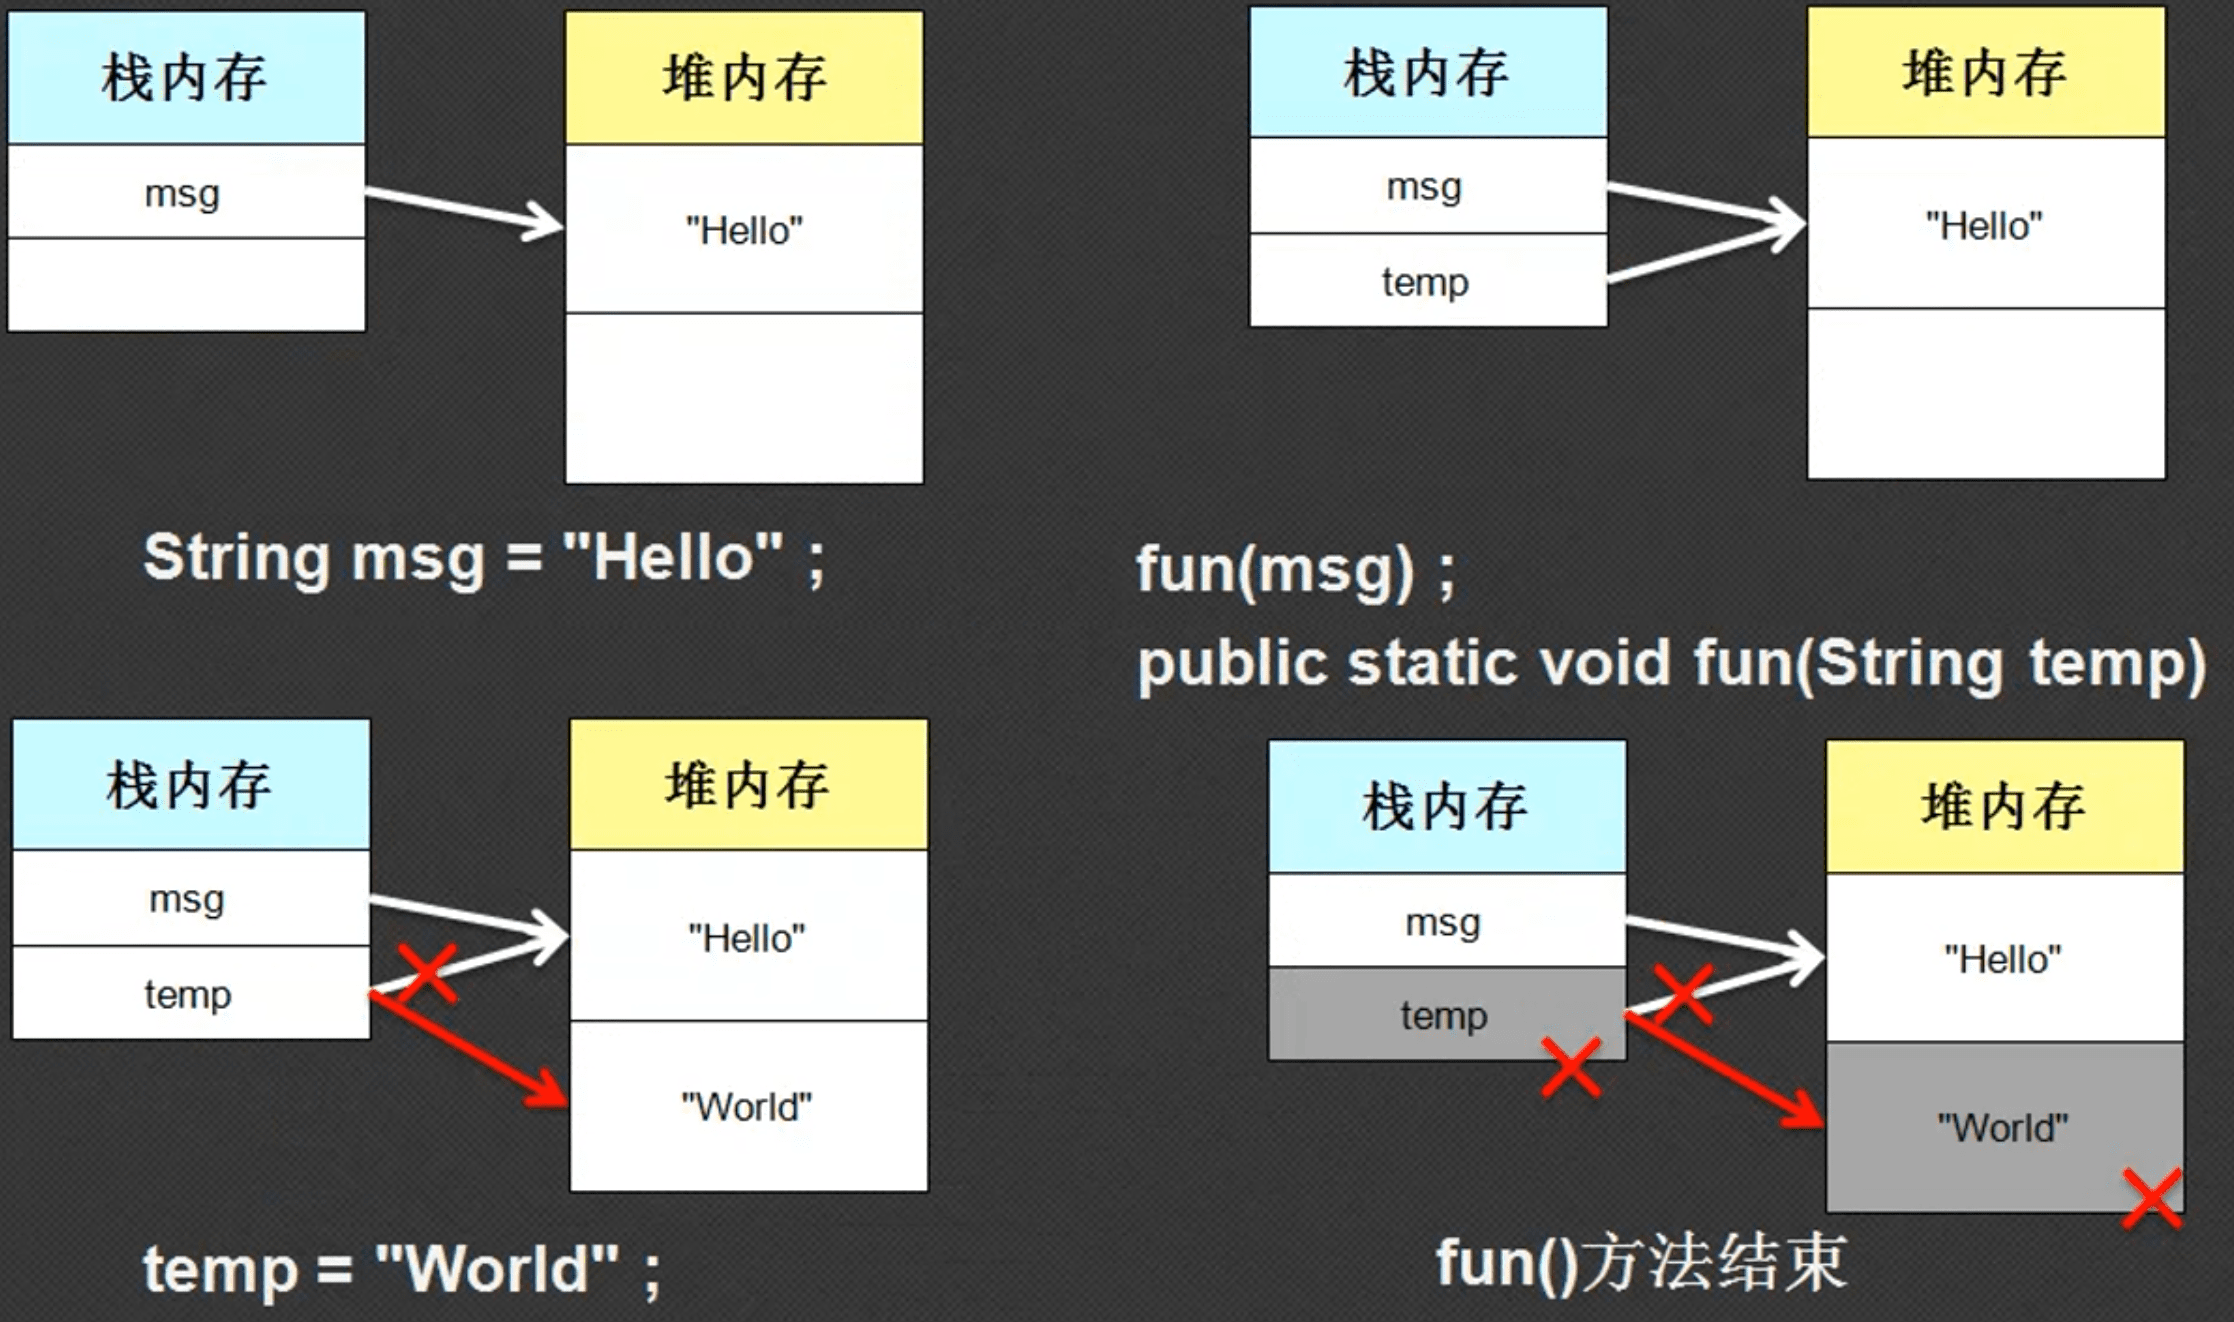 栈内存
堆内存
msg
"Hello"
String msg = "Hello" ;
栈内存
堆内存
msg
"Hello"
temp
fun(msg) ;
public static void fun(String temp)
栈内存
堆内存
msg
"Hello"
temp
"World"
temp = "World" ;
栈内存
堆内存
msg
"Hello"
temp
"World"
fun()方法结束